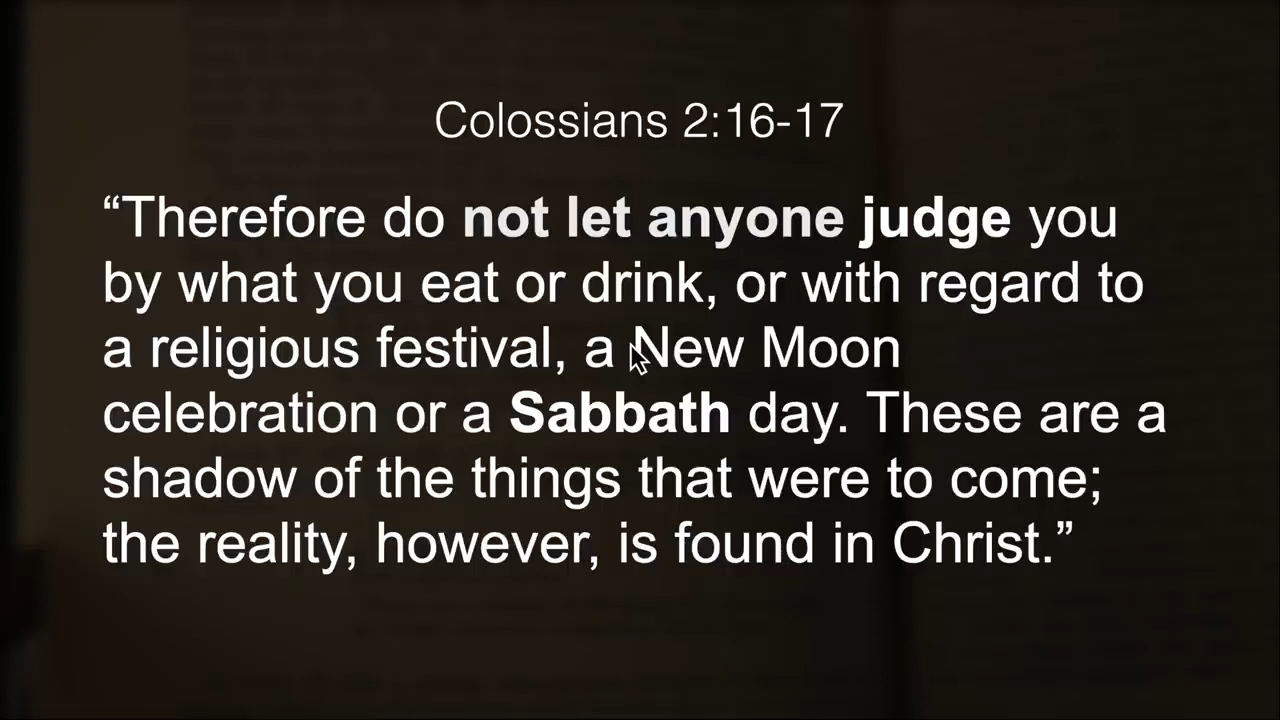 Colossians 2:16-17
“Therefore do not let anyone judge you
by what you eat or drink, or with regard to
a religious festival, a New Moon
celebration or a Sabbath day. These are a
shadow of the things that were to come;
the reality, however, is found in Christ.”